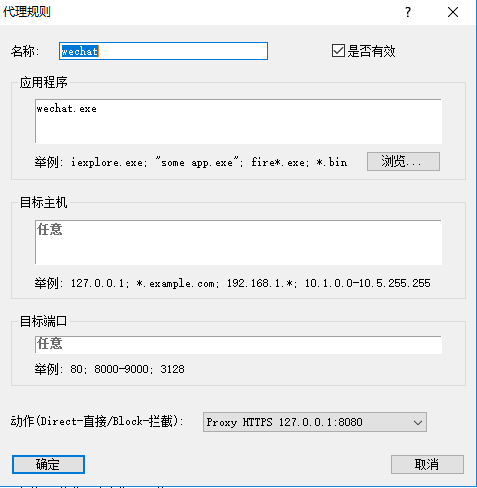 代理规则 ?
名称: wechat 是否有效
应用程序
wechat.exe
举例: iexplore.exe; "some app.exe"; fire*.exe; *.bin 浏览...
目标主机
任意
举例: 127.0.0.1; *.example.com; 192.168.1.*; 10.1.0.0-10.5.255.255
目标端口
任意
举例: 80; 8000-9000; 3128
动作(Direct-直接/Block-拦截): Proxy HTTPS 127.0.0.1:8080
确定 取消